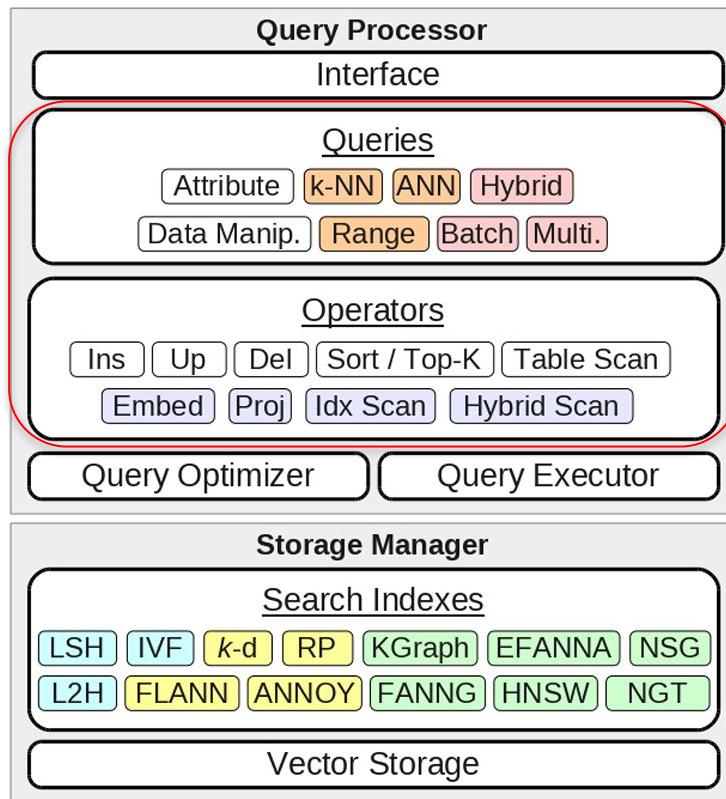 Query Processor
Interface
Queries
Attribute k-NN ANN Hybrid
Data Manip. Range Batch Multi.
Operators
Ins Up Del Sort / Top-K Table Scan
Embed Proj Idx Scan Hybrid Scan
Query Optimizer Query Executor
Storage Manager
Search Indexes
LSH IVF k-d RP KGraph EFANNA NSG
L2H FLANN ANNOY FANNG HNSW NGT
Vector Storage